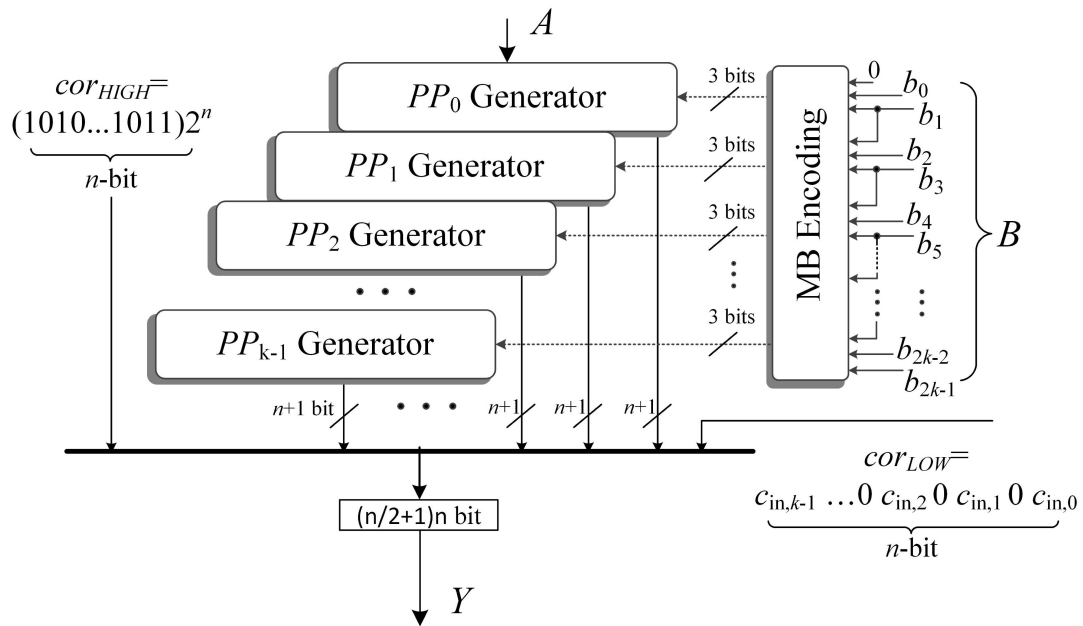 A
cor_HIGH=
(1010...1011)2^n
n-bit
PP_0 Generator
PP_1 Generator
PP_2 Generator
PP_k-1 Generator
3 bits
3 bits
3 bits
3 bits
MB Encoding
0
b_0
b_1
b_2
b_3
b_4
b_5
b_2k-2
b_2k-1
B
n+1 bit
n+1
n+1
n+1
cor_LOW=
c_in,k-1 ...0 c_in,2 0 c_in,1 0 c_in,0
n-bit
(n/2+1)n bit
Y